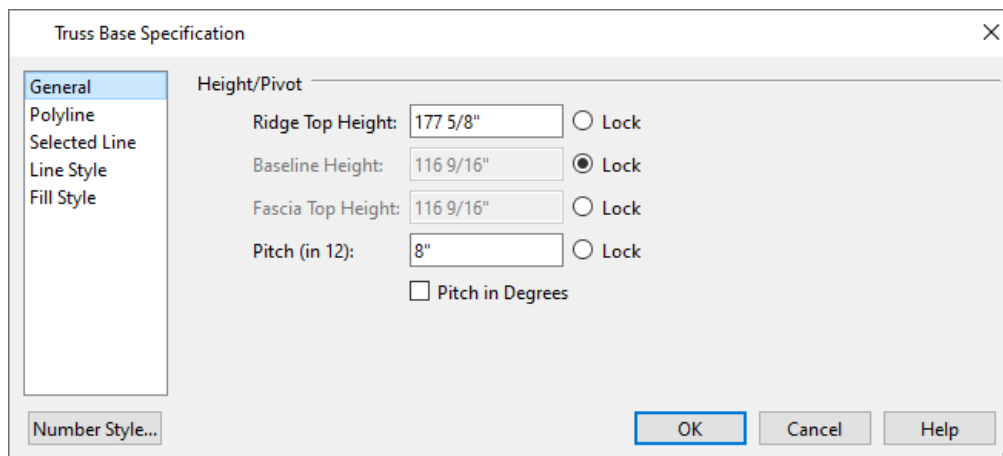 Truss Base Specification
General
Polyline
Selected Line
Line Style
Fill Style
Height/Pivot
Ridge Top Height: 177 5/8" Lock
Baseline Height: 116 9/16" Lock
Fascia Top Height: 116 9/16" Lock
Pitch (in 12): 8" Lock
Pitch in Degrees
Number Style... OK Cancel Help